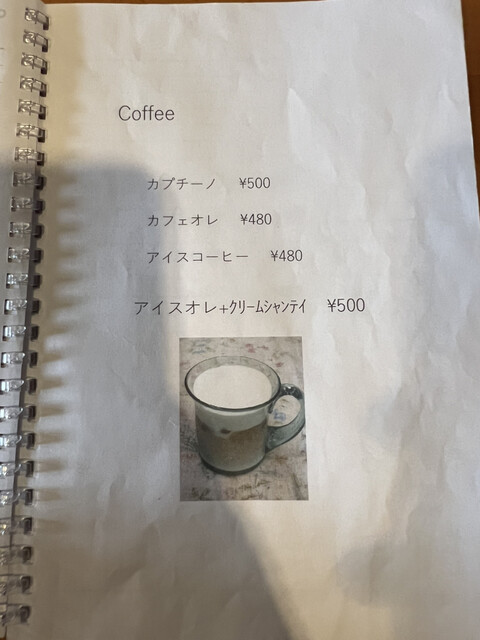 Coffee
カプチーノ ¥500
カフェオレ ¥480
アイスコーヒー ¥480
アイスオレ+ｸﾘｰﾑｼｬﾝﾃｲ ¥500